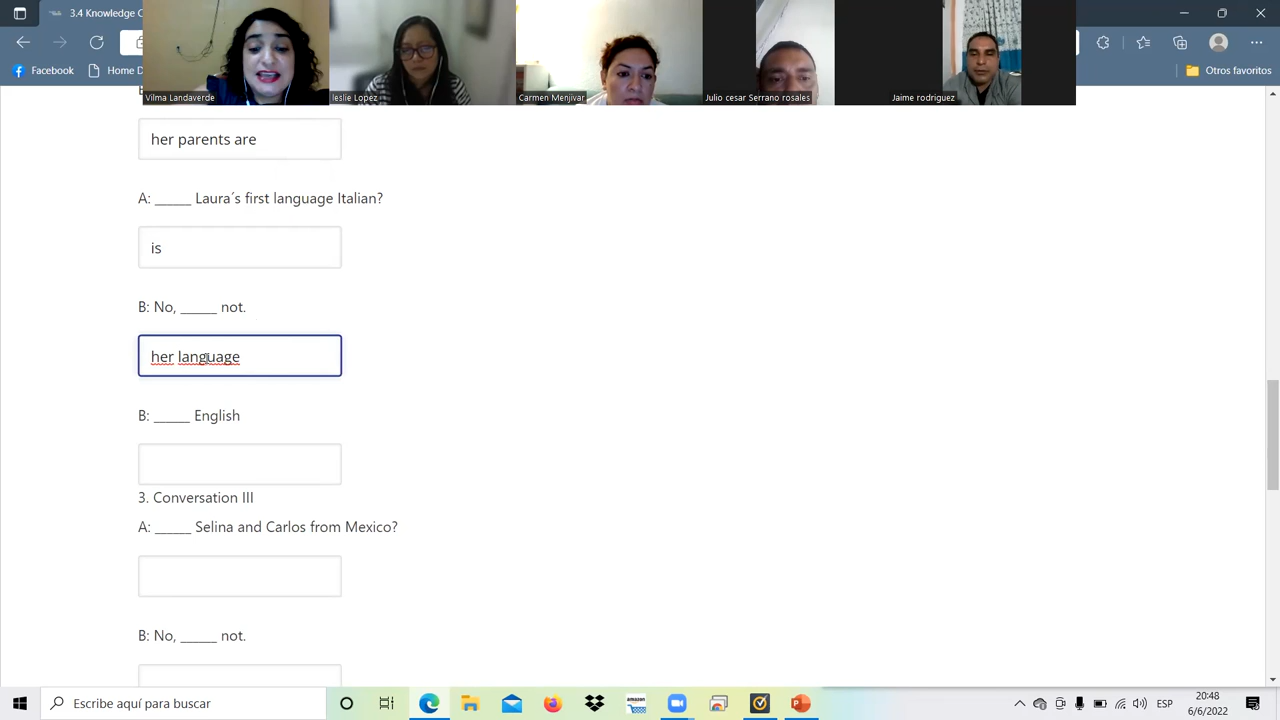 3.4 Knowledge C
Facebook
Home D
Otros favoritos
Vilma Landaverde
leslie Lopez
Carmen Menjivar
Julio cesar Serrano rosales
Jaime rodriguez
her parents are
A: _____ Laura´s first language Italian?
is
B: No, _____ not.
her language
B: _____ English
3. Conversation III
A: _____ Selina and Carlos from Mexico?
B: No, _____ not.
Escribe aquí para buscar
amazon
ESP
20:48
6/6/2022